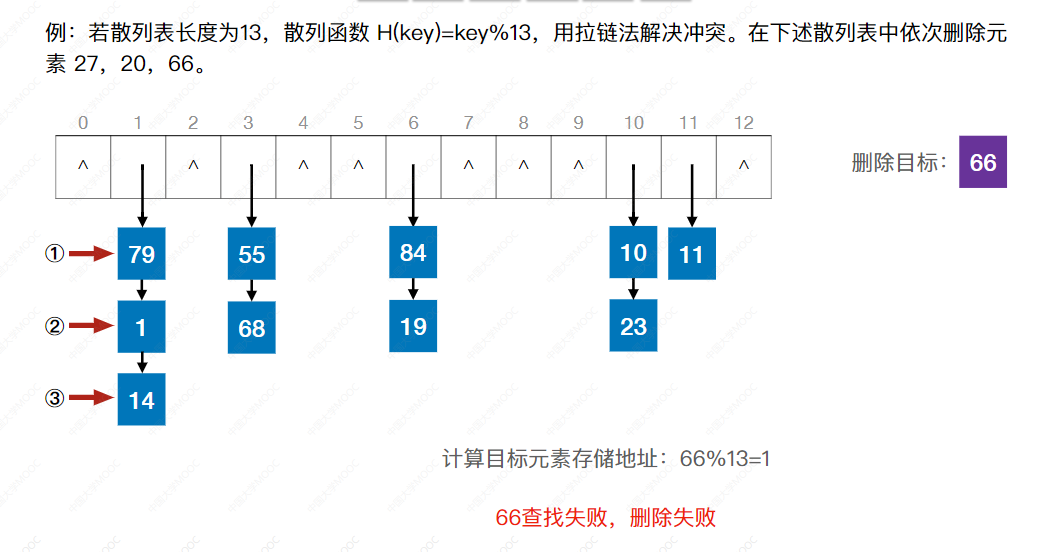 例：若散列表长度为13，散列函数 H(key)=key%13，用拉链法解决冲突。在下述散列表中依次删除元
素 27，20，66。
0 1 2 3 4 5 6 7 8 9 10 11 12
^ ^ ^ ^ ^ ^ ^ ^
删除目标： 66
① 79 55 84 10 11
② 1 68 19 23
③ 14
计算目标元素存储地址：66%13=1
66查找失败，删除失败